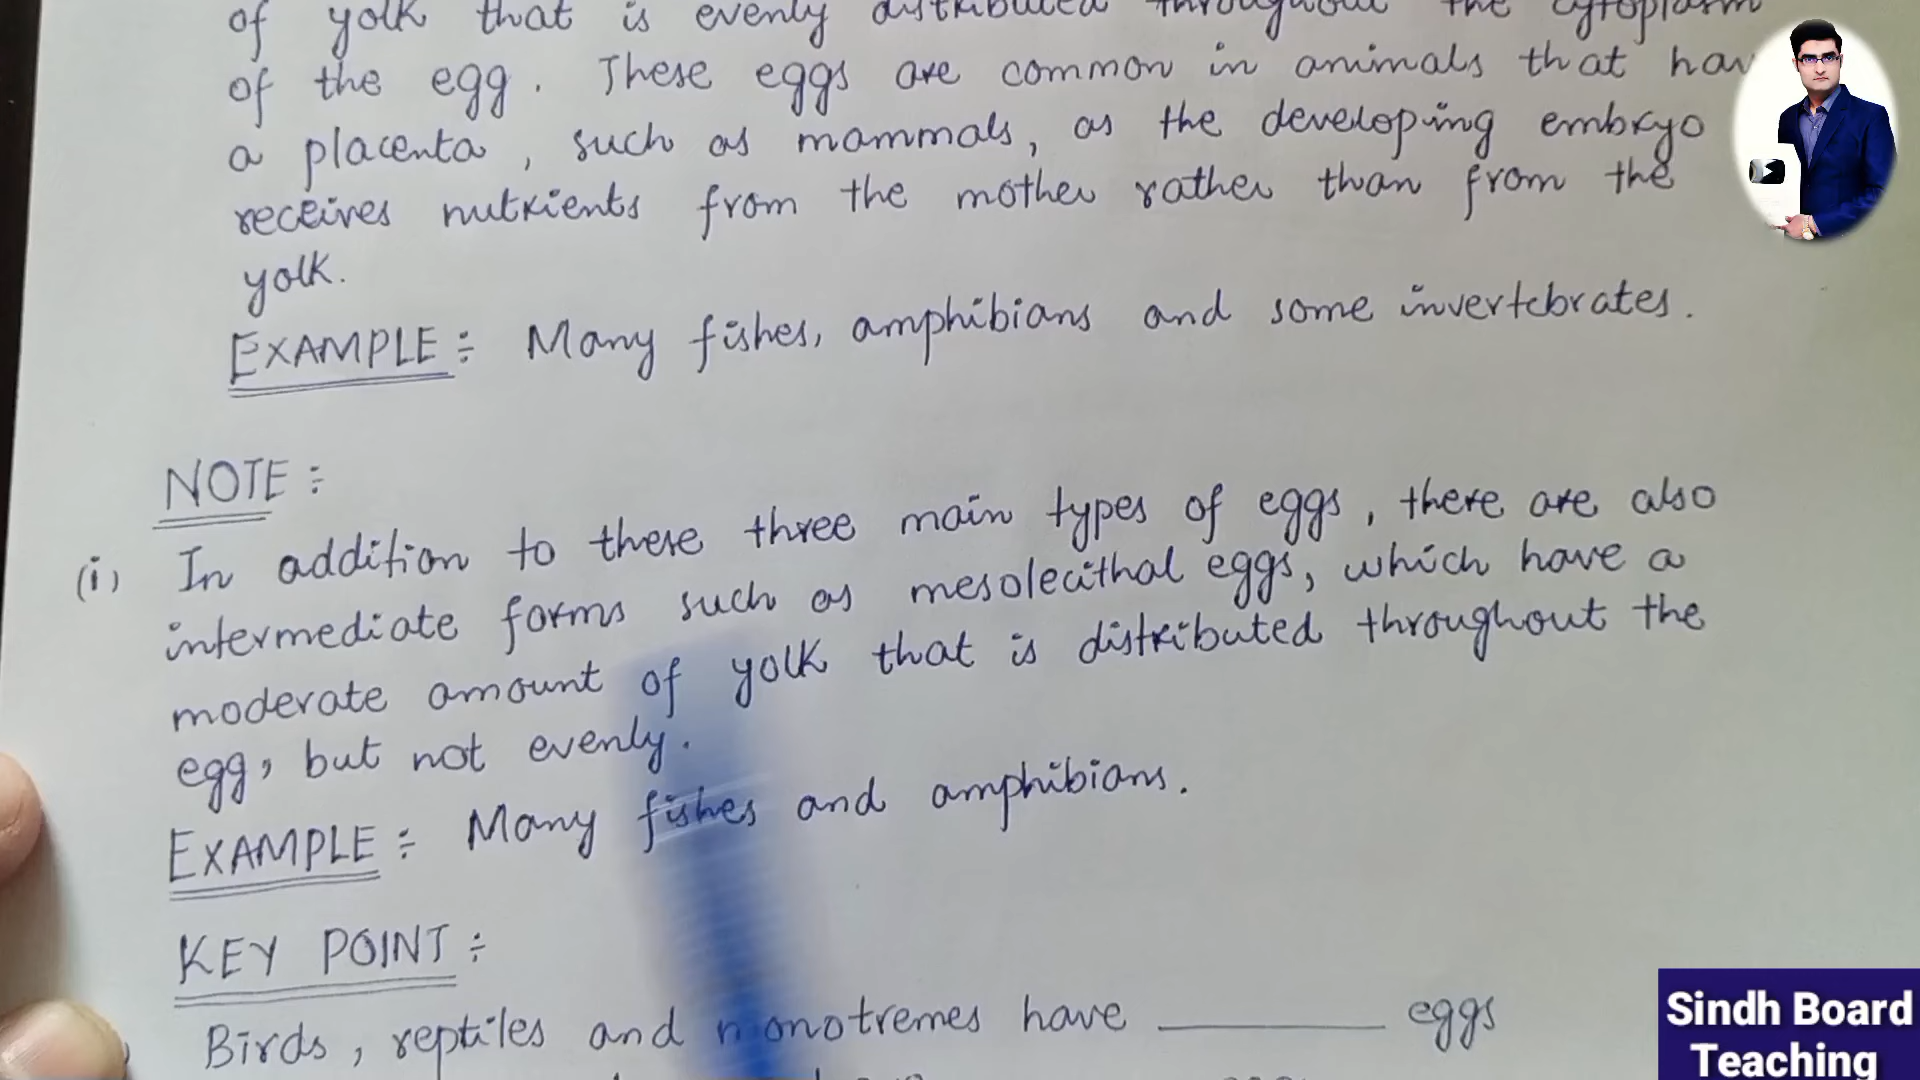 of yolk that is evenly distributed throughout the cytoplasm
of the egg. These eggs are common in animals that hav
a placenta, such as mammals, as the developing embryo
receives nutrients from the mother rather than from the
yolk.
EXAMPLE÷ Many fishes, amphibians and some invertebrates.
NOTE÷
(i) In addition to these three main types of eggs, there are also
intermediate forms such as mesolecithal eggs, which have a
moderate amount of yolk that is distributed throughout the
egg, but not evenly.
EXAMPLE÷ Many fishes and amphibians.
KEY POINT÷
Birds, reptiles and monotremes have ________ eggs
Sindh Board
Teaching